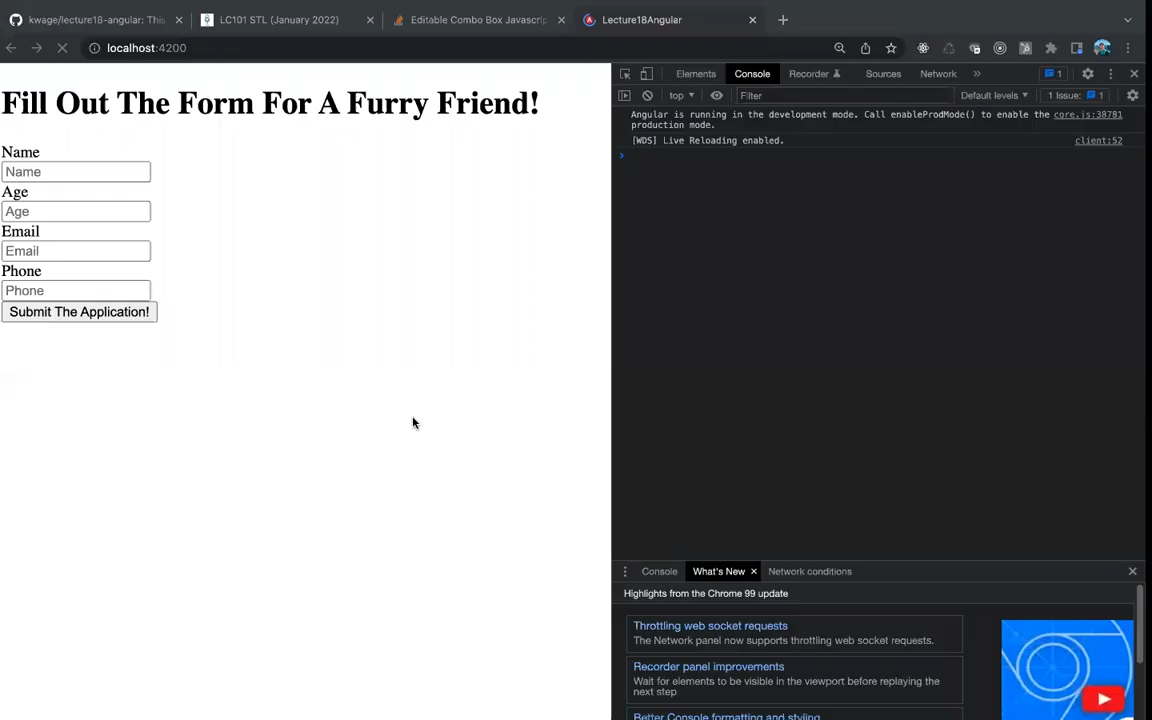 kwage/lecture18-angular: This
LC101 STL (January 2022)
Editable Combo Box Javascrip
Lecture18Angular
localhost:4200
Fill Out The Form For A Furry Friend!
Name
Name
Age
Age
Email
Email
Phone
Phone
Submit The Application!
Elements
Console
Recorder
Sources
Network
1
top
Filter
Default levels
1 Issue:
1
Angular is running in the development mode. Call enableProdMode() to enable the core.js:38781
production mode.
[WDS] Live Reloading enabled. client:52
Console
What's New
Network conditions
Highlights from the Chrome 99 update
Throttling web socket requests
The Network panel now supports throttling web socket requests.
Recorder panel improvements
Wait for elements to be visible in the viewport before replaying the
next step
Better Console formatting and styling